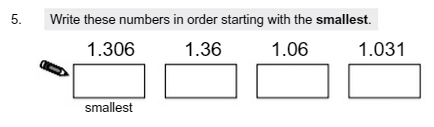 5. Write these numbers in order starting with the smallest.
1.306 1.36 1.06 1.031
smallest